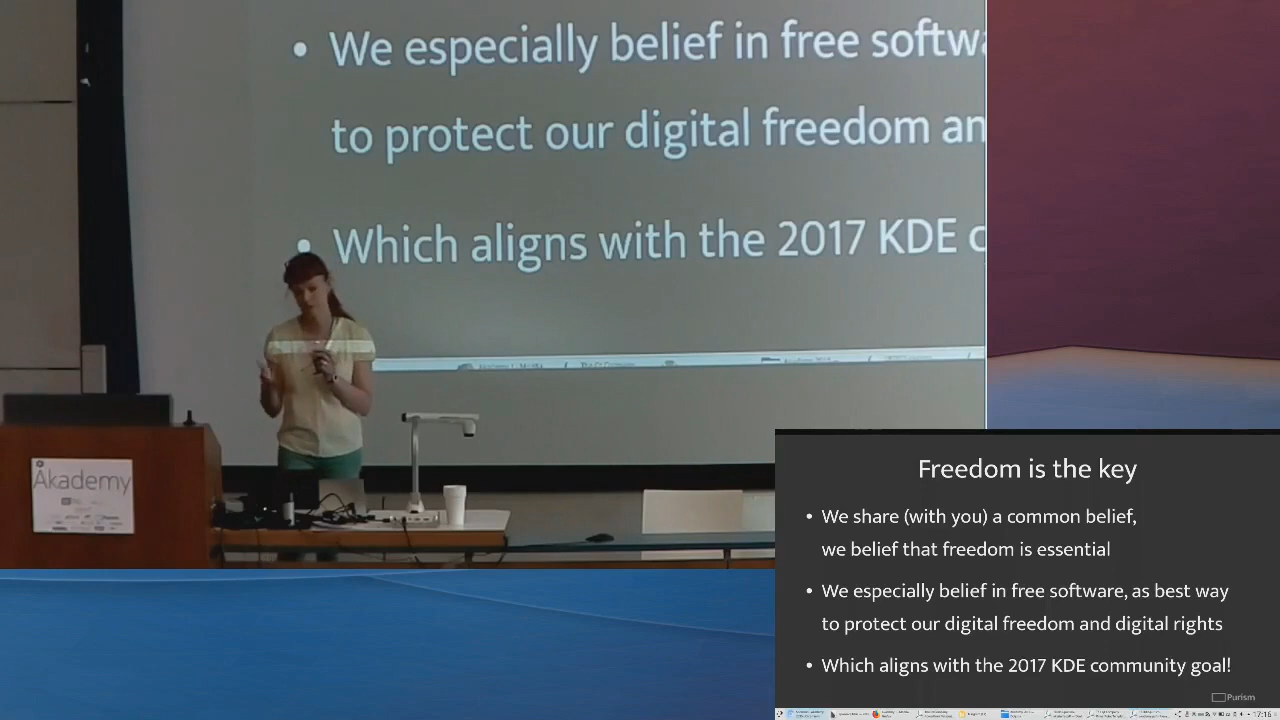 We especially belief in free softwa
to protect our digital freedom an
Which aligns with the 2017 KDE c
Akademy
Freedom is the key
We share (with you) a common belief,
we belief that freedom is essential
We especially belief in free software, as best way
to protect our digital freedom and digital rights
Which aligns with the 2017 KDE community goal!
Purism
17:16